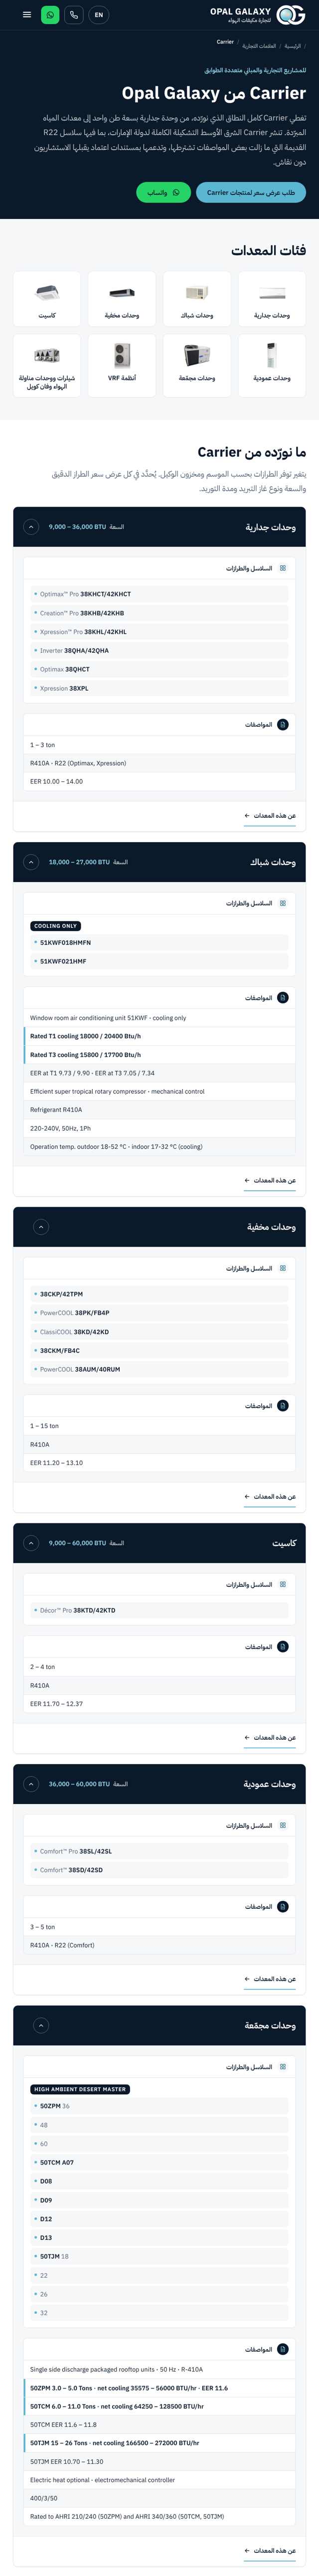 OPAL GALAXY
لتجارة مكيفات الهواء
EN
الرئيسية / العلامات التجارية / Carrier
للمشاريع التجارية والمباني متعددة الطوابق
Carrier من Opal Galaxy
تغطي Carrier كامل النطاق الذي نورّده، من وحدة جدارية بسعة طن واحد إلى معدات المياه المبردة. تنشر Carrier الشرق الأوسط التشكيلة الكاملة لدولة الإمارات، بما فيها سلاسل R22 القديمة التي ما زالت بعض المواصفات تشترطها، وتدعمها بمستندات تقديم يقبلها الاستشاريون دون نقاش.
طلب عرض سعر لمنتجات Carrier
واتساب
فئات المعدات
وحدات جدارية
وحدات شباك
وحدات مخفية
كاسيت
وحدات عمودية
وحدات مجمّعة
أنظمة VRF
شيلرات ووحدات مناولة الهواء وفان كويل
ما نورّده من Carrier
يتغير توفر الطرازات بحسب الموسم ومخزون الوكيل. يُحدَّد في كل عرض سعر الطراز الدقيق والسعة ونوع غاز التبريد ومدة التوريد.
وحدات جدارية
السعة 9,000 – 36,000 BTU
السلاسل والطرازات
Optimax™ Pro 38KHCT/42KHCT
Creation™ Pro 38KHB/42KHB
Xpression™ Pro 38KHL/42KHL
Inverter 38QHA/42QHA
Optimax 38QHCT
Xpression 38XPL
المواصفات
1 – 3 ton
R410A · R22 (Optimax, Xpression)
EER 10.00 – 14.00
عن هذه المعدات ←
وحدات شباك
السعة 18,000 – 27,000 BTU
السلاسل والطرازات
COOLING ONLY
51KWF018HMFN
51KWF021HMF
المواصفات
Window room air conditioning unit 51KWF - cooling only
Rated T1 cooling 18000 / 20400 Btu/h
Rated T3 cooling 15800 / 17700 Btu/h
EER at T1 9.73 / 9.90 - EER at T3 7.05 / 7.34
Efficient super tropical rotary compressor - mechanical control
Refrigerant R410A
220-240V, 50Hz, 1Ph
Operation temp. outdoor 18-52 °C - indoor 17-32 °C (cooling)
عن هذه المعدات ←
وحدات مخفية
السلاسل والطرازات
38CKP/42TPM
PowerCOOL 38PK/FB4P
ClassiCOOL 38KD/42KD
38CKM/FB4C
PowerCOOL 38AUM/40RUM
المواصفات
1 – 15 ton
R410A
EER 11.20 – 13.10
عن هذه المعدات ←
كاسيت
السعة 9,000 – 60,000 BTU
السلاسل والطرازات
Décor™ Pro 38KTD/42KTD
المواصفات
2 – 4 ton
R410A
EER 11.70 – 12.37
عن هذه المعدات ←
وحدات عمودية
السعة 36,000 – 60,000 BTU
السلاسل والطرازات
Comfort™ Pro 38SL/42SL
Comfort™ 38SD/42SD
المواصفات
3 – 5 ton
R410A · R22 (Comfort)
عن هذه المعدات ←
وحدات مجمّعة
السلاسل والطرازات
HIGH AMBIENT DESERT MASTER
50ZPM 36
48
60
50TCM A07
D08
D09
D12
D13
50TJM 18
22
26
32
المواصفات
Single side discharge packaged rooftop units - 50 Hz - R-410A
50ZPM 3.0 – 5.0 Tons · net cooling 35575 – 56000 BTU/hr · EER 11.6
50TCM 6.0 – 11.0 Tons · net cooling 64250 – 128500 BTU/hr
50TCM EER 11.6 – 11.8
50TJM 15 – 26 Tons · net cooling 166500 – 272000 BTU/hr
50TJM EER 10.70 – 11.30
Electric heat optional - electromechanical controller
400/3/50
Rated to AHRI 210/240 (50ZPM) and AHRI 340/360 (50TCM, 50TJM)
عن هذه المعدات ←